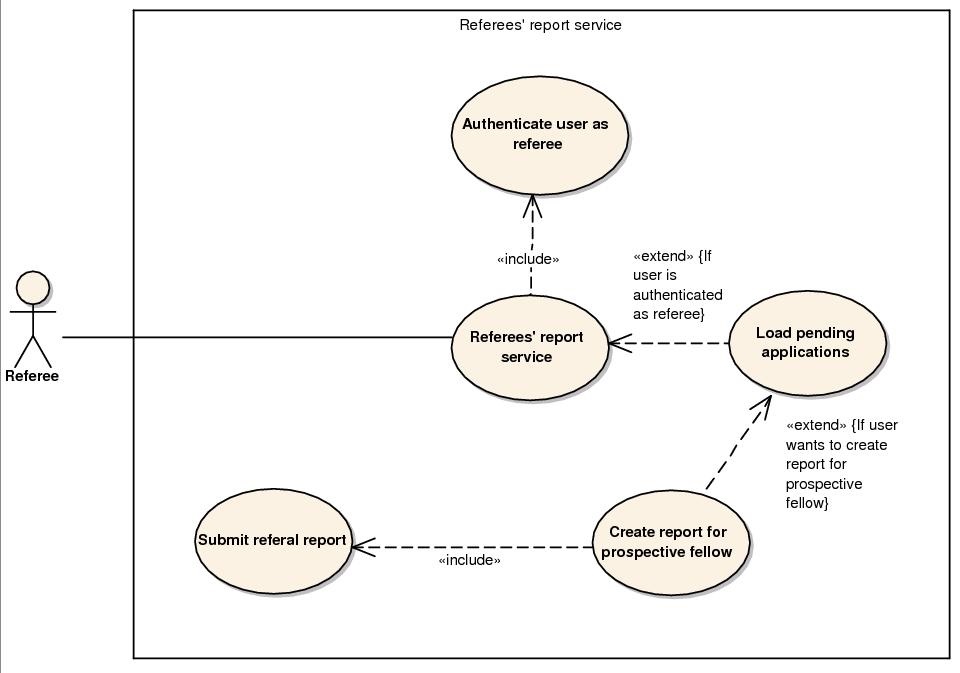 Referees' report service
Authenticate user as
referee
«include»
«extend» {If
user is
authenticated
as referee}
Referee
Referees' report
service
Load pending
applications
«extend» {If user
wants to create
report for
prospective
fellow}
Submit referal report
«include»
Create report for
prospective fellow